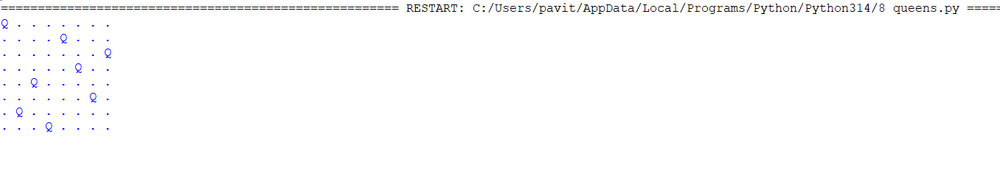 ====================================================== RESTART: C:/Users/pavit/AppData/Local/Programs/Python/Python314/8 queens.py =====
Q . . . . . . .
. . . . Q . . .
. . . . . . . Q
. . . . . Q . .
. . Q . . . . .
. . . . . . Q .
. Q . . . . . .
. . . Q . . . .